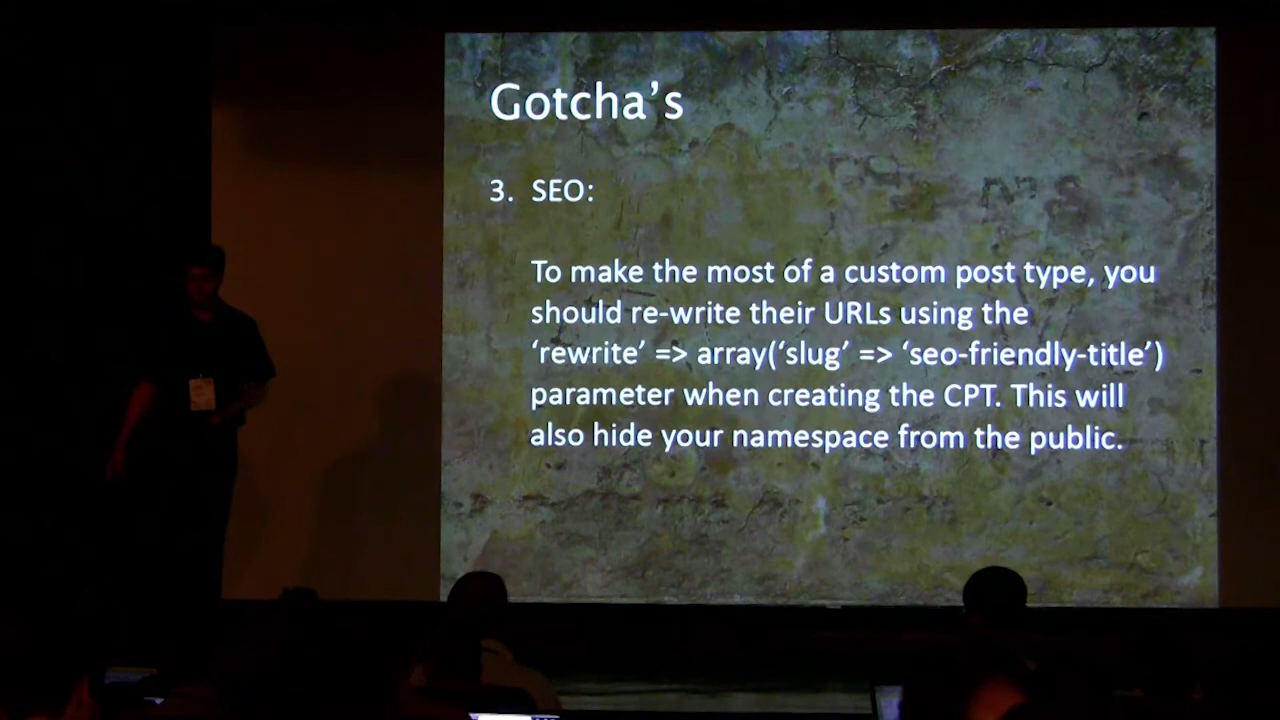 Gotcha’s
3. SEO:
To make the most of a custom post type, you
should re-write their URLs using the
‘rewrite’ => array(‘slug’ => ‘seo-friendly-title’)
parameter when creating the CPT. This will
also hide your namespace from the public.